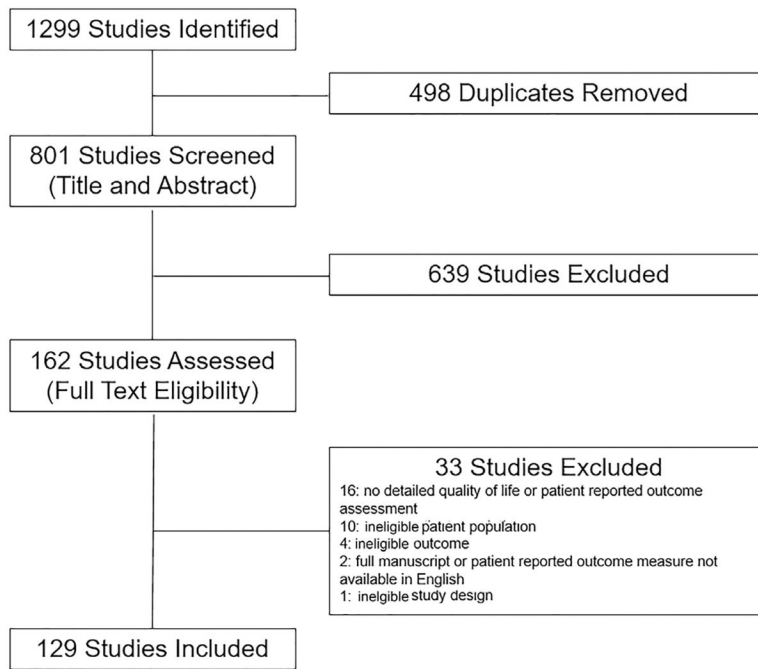 1299 Studies Identified
498 Duplicates Removed
801 Studies Screened
(Title and Abstract)
639 Studies Excluded
162 Studies Assessed
(Full Text Eligibility)
33 Studies Excluded
16: no detailed quality of life or patient reported outcome
assessment
10: ineligible patient population
4: ineligible outcome
2: full manuscript or patient reported outcome measure not
available in English
1: inelgible study design
129 Studies Included